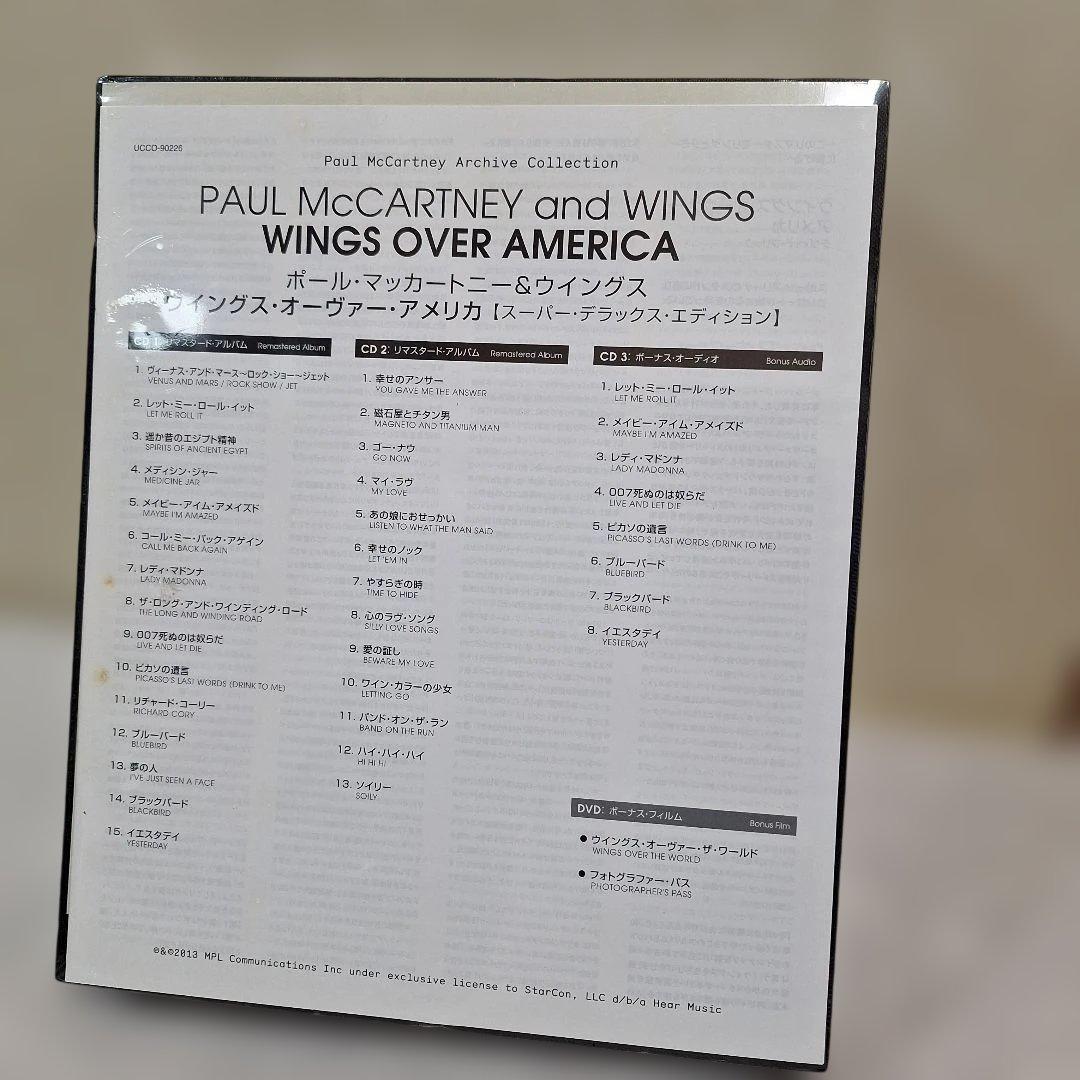 UCCO-90226
Paul McCartney Archive Collection
PAUL McCARTNEY and WINGS
WINGS OVER AMERICA
ポール・マッカートニー&ウイングス
ウイングス・オーヴァー・アメリカ【スーパー・デラックス・エディション】
CD 1: リマスタード・アルバム Remastered Album
1. ヴィーナス・アンド・マース〜ロック・ショー〜ジェット
VENUS AND MARS / ROCK SHOW / JET
2. レット・ミー・ロール・イット
LET ME ROLL IT
3. 遥か昔のエジプト精神
SPIRITS OF ANCIENT EGYPT
4. メディシン・ジャー
MEDICINE JAR
5. メイビー・アイム・アメイズド
MAYBE I'M AMAZED
6. コール・ミー・バック・アゲイン
CALL ME BACK AGAIN
7. レディ・マドンナ
LADY MADONNA
8. ザ・ロング・アンド・ワインディング・ロード
THE LONG AND WINDING ROAD
9. 007死ぬのは奴らだ
LIVE AND LET DIE
10. ピカソの遺言
PICASSO'S LAST WORDS (DRINK TO ME)
11. リチャード・コーリー
RICHARD CORY
12. ブルーバード
BLUEBIRD
13. 夢の人
I'VE JUST SEEN A FACE
14. ブラックバード
BLACKBIRD
15. イエスタデイ
YESTERDAY
CD 2: リマスタード・アルバム Remastered Album
1. 幸せのアンサー
YOU GAVE ME THE ANSWER
2. 磁石屋とチタン男
MAGNETO AND TITANIUM MAN
3. ゴー・ナウ
GO NOW
4. マイ・ラヴ
MY LOVE
5. あの娘におせっかい
LISTEN TO WHAT THE MAN SAID
6. 幸せのノック
LET 'EM IN
7. やすらぎの時
TIME TO HIDE
8. 心のラヴ・ソング
SILLY LOVE SONGS
9. 愛の証し
BEWARE MY LOVE
10. ワイン・カラーの少女
LETTING GO
11. バンド・オン・ザ・ラン
BAND ON THE RUN
12. ハイ・ハイ・ハイ
HI HI HI
13. ソイリー
SOILY
CD 3: ボーナス・オーディオ Bonus Audio
1. レット・ミー・ロール・イット
LET ME ROLL IT
2. メイビー・アイム・アメイズド
MAYBE I'M AMAZED
3. レディ・マドンナ
LADY MADONNA
4. 007死ぬのは奴らだ
LIVE AND LET DIE
5. ピカソの遺言
PICASSO'S LAST WORDS (DRINK TO ME)
6. ブルーバード
BLUEBIRD
7. ブラックバード
BLACKBIRD
8. イエスタデイ
YESTERDAY
DVD: ボーナス・フィルム Bonus Film
● ウイングス・オーヴァー・ザ・ワールド
WINGS OVER THE WORLD
● フォトグラファー・パス
PHOTOGRAPHER'S PASS
℗&©2013 MPL Communications Inc under exclusive license to StarCon, LLC d/b/a Hear Music